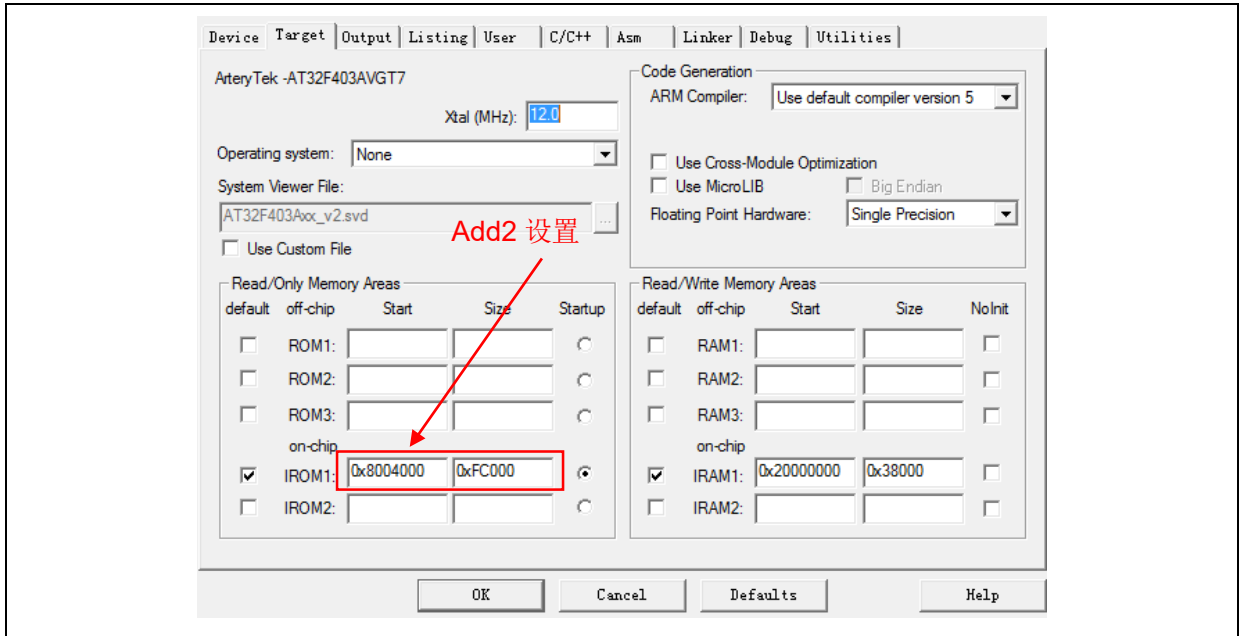 Device Target Output Listing User C/C++ Asm Linker Debug Utilities
ArteryTek -AT32F403AVGT7
Xtal (MHz): 12.0
Operating system: None
System Viewer File:
AT32F403Axx_v2.svd ...
Use Custom File
Code Generation
ARM Compiler: Use default compiler version 5
Use Cross-Module Optimization
Use MicroLIB Big Endian
Floating Point Hardware: Single Precision
Add2 设置
Read/Only Memory Areas
default off-chip Start Size Startup
ROM1:
ROM2:
ROM3:
on-chip
IROM1: 0x8004000 0xFC000
IROM2:
Read/Write Memory Areas
default off-chip Start Size NoInit
RAM1:
RAM2:
RAM3:
on-chip
IRAM1: 0x20000000 0x38000
IRAM2:
OK Cancel Defaults Help